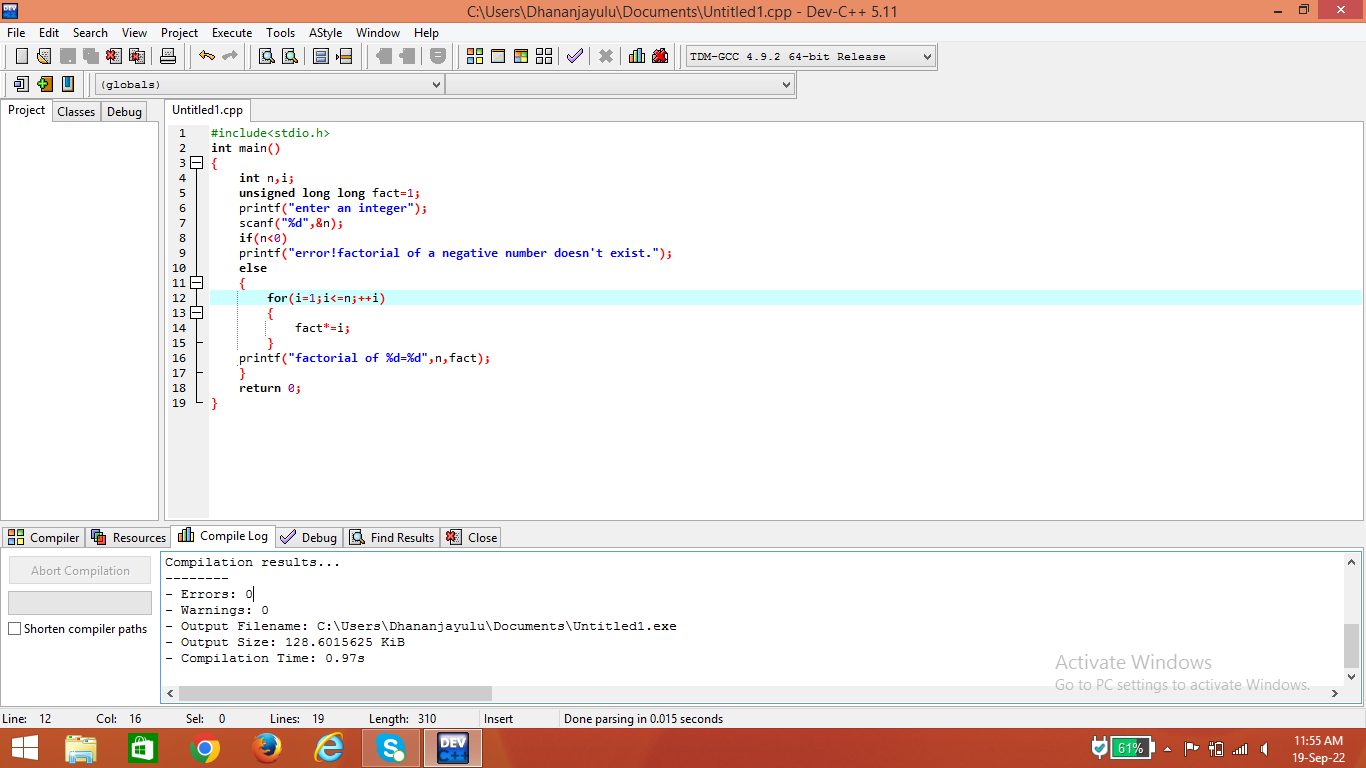 C:\Users\Dhananjayulu\Documents\Untitled1.cpp - Dev-C++ 5.11
File Edit Search View Project Execute Tools AStyle Window Help
TDM-GCC 4.9.2 64-bit Release
(globals)
Project Classes Debug Untitled1.cpp
1 #include<stdio.h>
2 int main()
3 {
4 int n,i;
5 unsigned long long fact=1;
6 printf("enter an integer");
7 scanf("%d",&n);
8 if(n<0)
9 printf("error!factorial of a negative number doesn't exist.");
10 else
11 {
12 for(i=1;i<=n;++i)
13 {
14 fact*=i;
15 }
16 printf("factorial of %d=%d",n,fact);
17 }
18 return 0;
19 }
Compiler Resources Compile Log Debug Find Results Close
Abort Compilation
Shorten compiler paths
Compilation results...
--------
- Errors: 0
- Warnings: 0
- Output Filename: C:\Users\Dhananjayulu\Documents\Untitled1.exe
- Output Size: 128.6015625 KiB
- Compilation Time: 0.97s
Activate Windows
Go to PC settings to activate Windows.
Line: 12 Col: 16 Sel: 0 Lines: 19 Length: 310 Insert Done parsing in 0.015 seconds
DEV C++
61%
11:55 AM
19-Sep-22